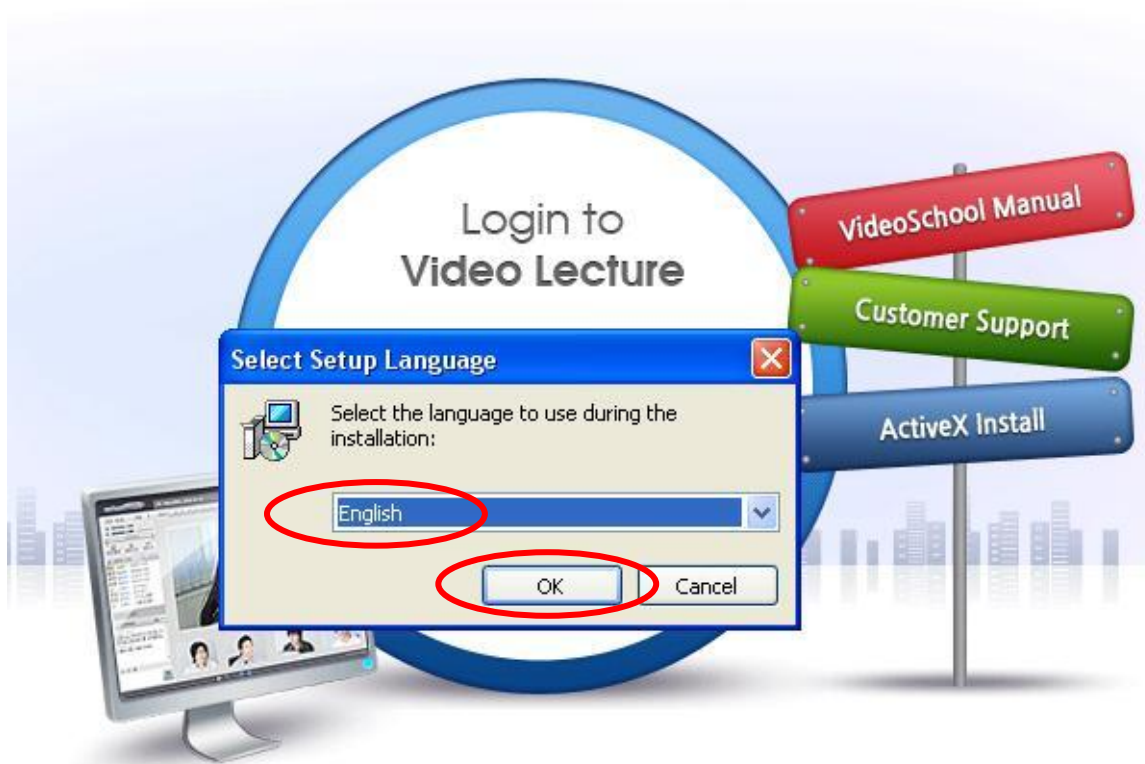 Login to
Video Lecture
VideoSchool Manual
Customer Support
ActiveX Install
Select Setup Language
Select the language to use during the
installation:
English
OK
Cancel